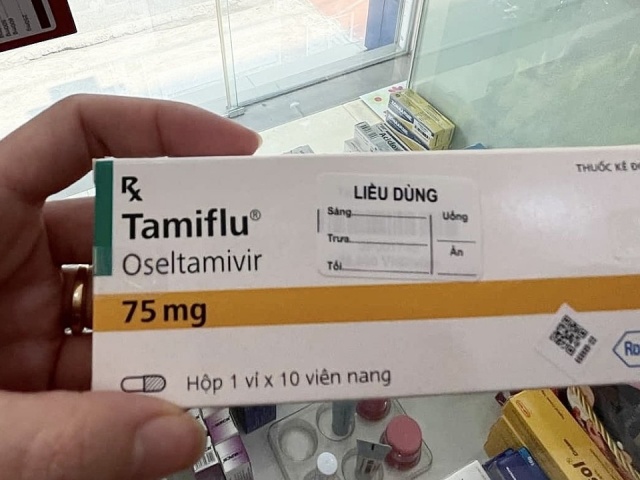 THUỐC KÊ Đ
Rx
Tamiflu®
Oseltamivir
75 mg
LIỀU DÙNG
Sáng
Uống
Trưa
Ăn
Tối
Hộp 1 vỉ x 10 viên nang